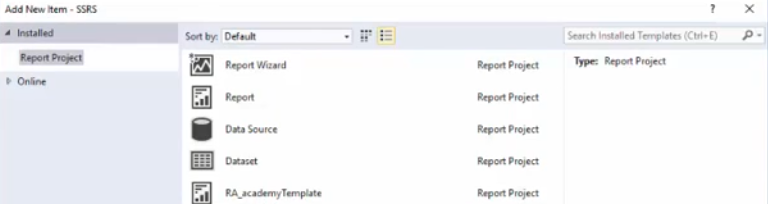 Add New Item - SSRS
? ×
Installed
Sort by: Default
Search Installed Templates (Ctrl+E)
Report Project
Report Wizard Report Project
Type: Report Project
Online
Report Report Project
Data Source Report Project
Dataset Report Project
RA_academyTemplate Report Project